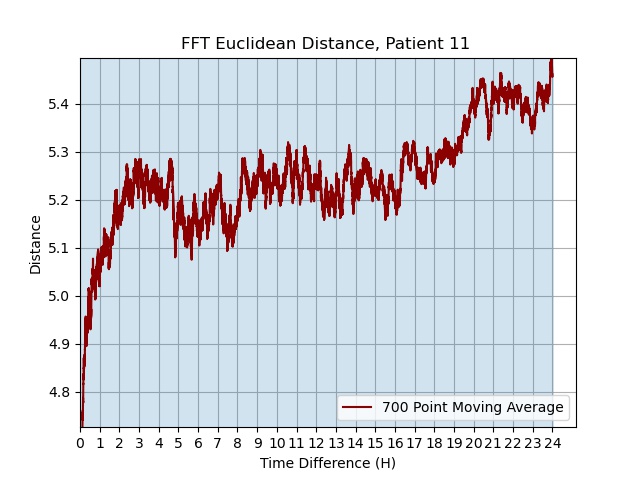 FFT Euclidean Distance, Patient 11
Distance
5.4
5.3
5.2
5.1
5.0
4.9
4.8
700 Point Moving Average
0 1 2 3 4 5 6 7 8 9 10 11 12 13 14 15 16 17 18 19 20 21 22 23 24
Time Difference (H)